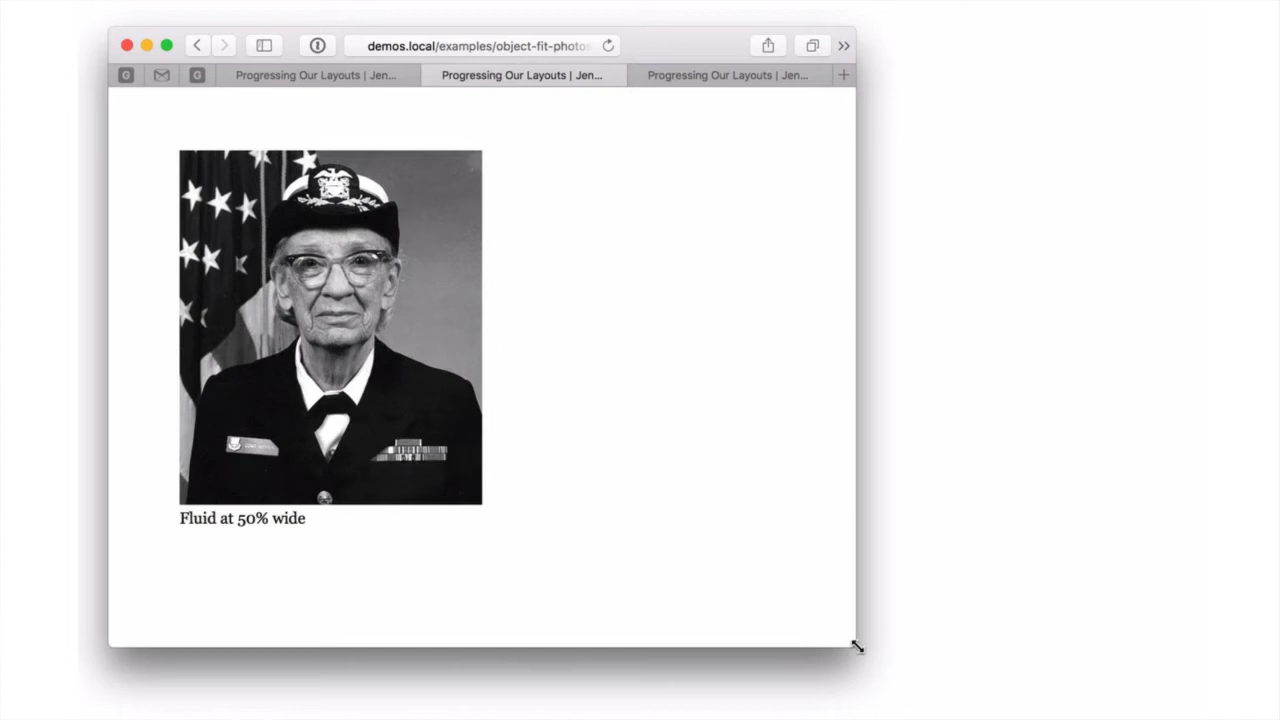 demos.local/examples/object-fit-photos
G
G
Progressing Our Layouts | Jen...
Progressing Our Layouts | Jen...
Progressing Our Layouts | Jen...
Fluid at 50% wide